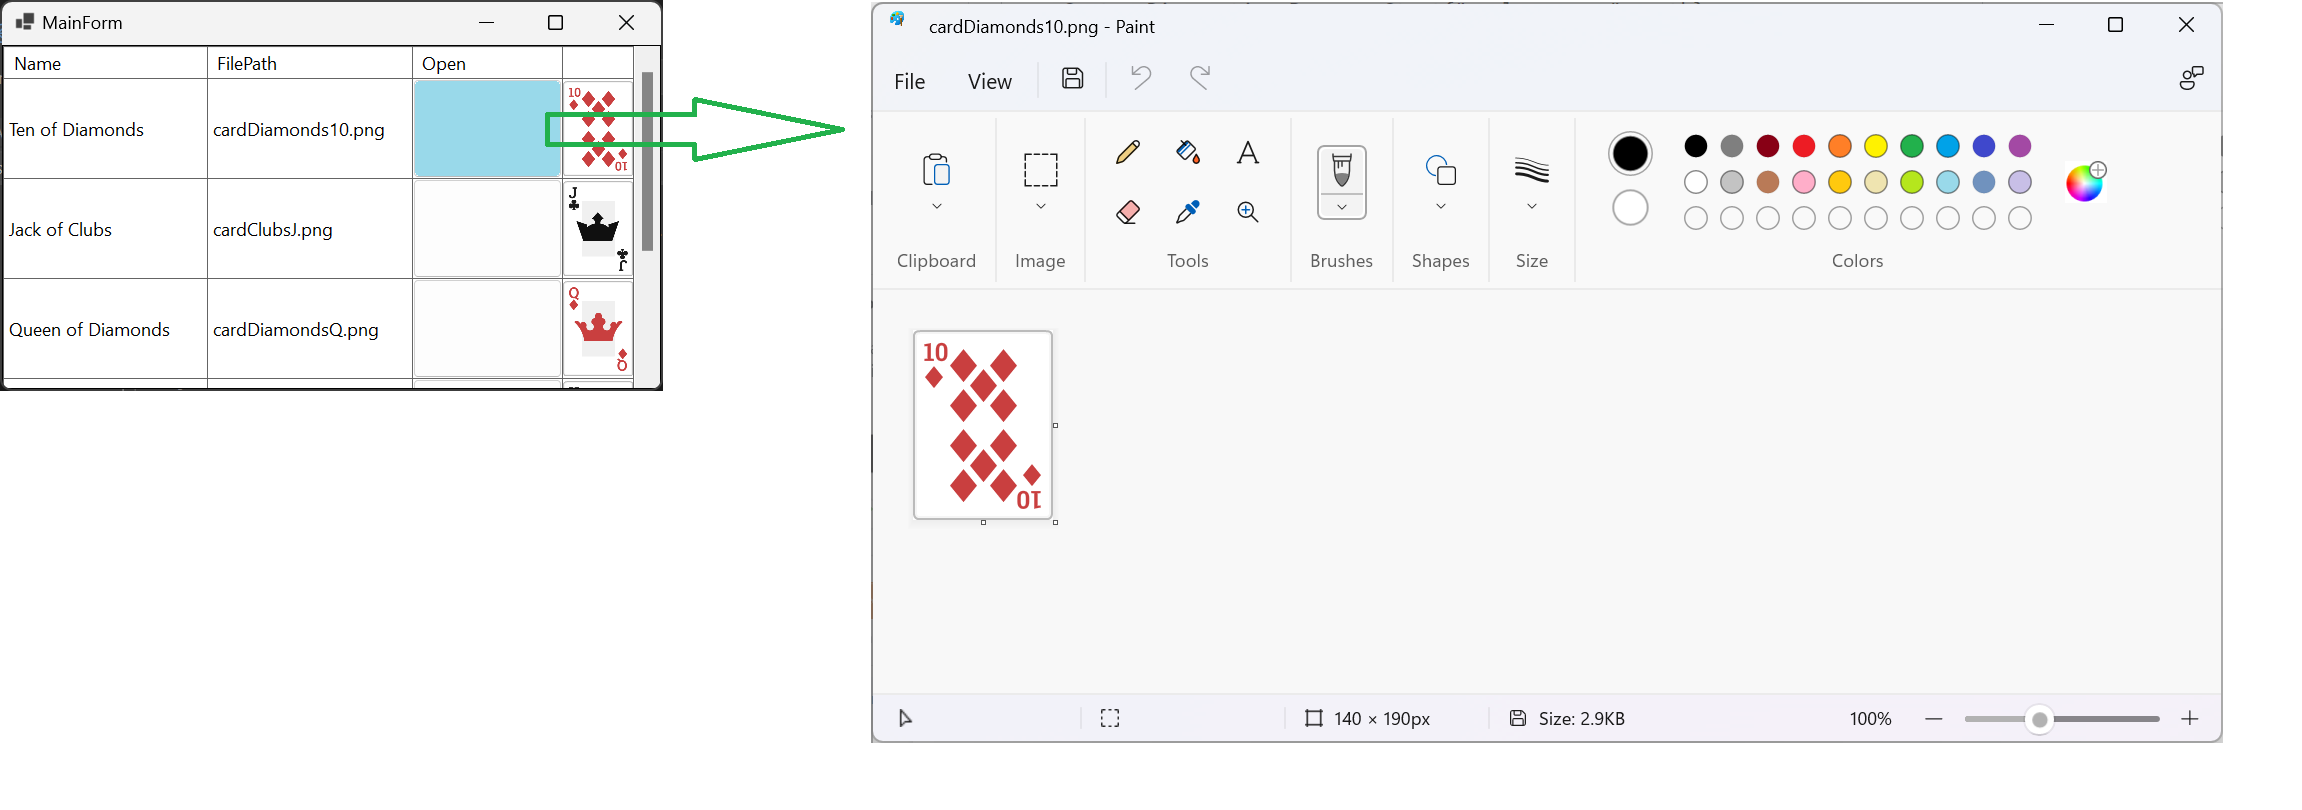 MainForm
Name FilePath Open
10
10
Ten of Diamonds cardDiamonds10.png
J
J
Jack of Clubs cardClubsJ.png
Q
Q
Queen of Diamonds cardDiamondsQ.png
cardDiamonds10.png - Paint
File View
A
Clipboard Image Tools Brushes Shapes Size Colors
10
10
140 × 190px Size: 2.9KB 100%